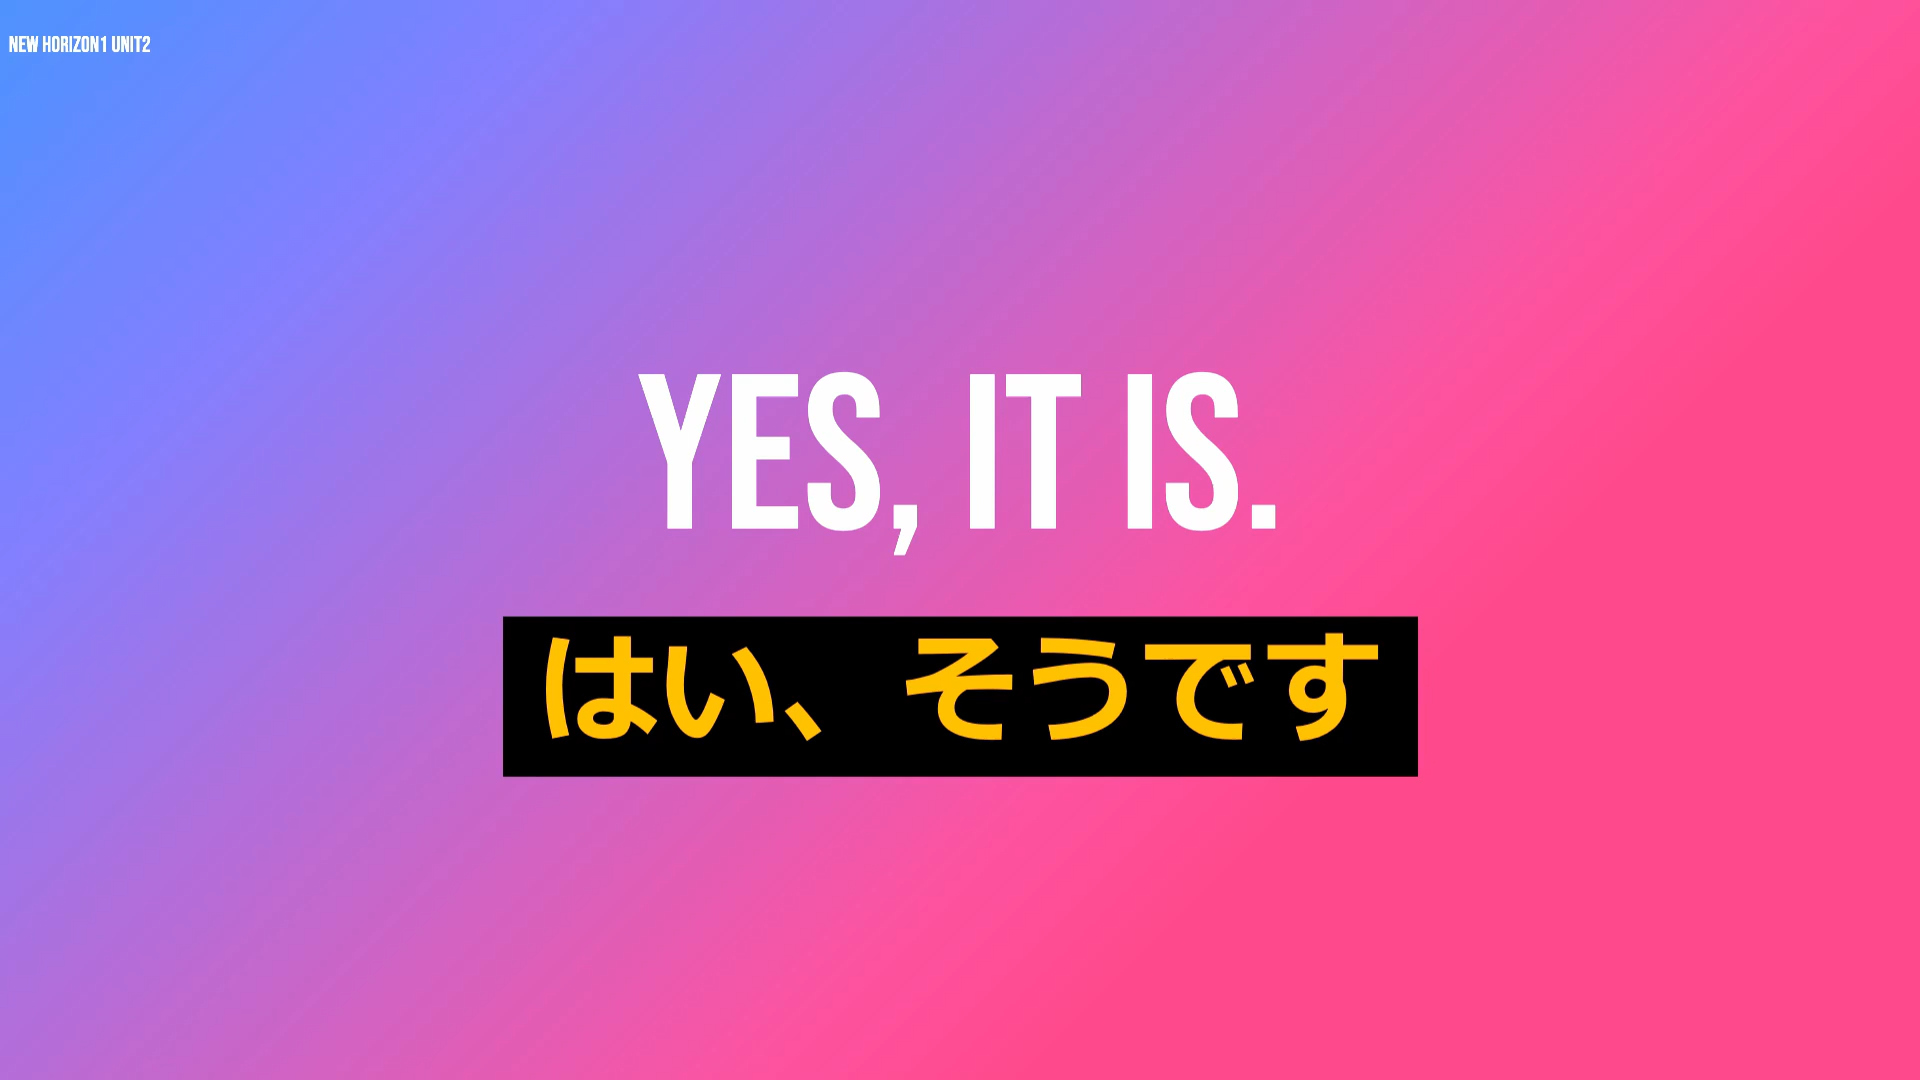 NEW HORIZON1 UNIT2
YES, IT IS.
はい、そうです